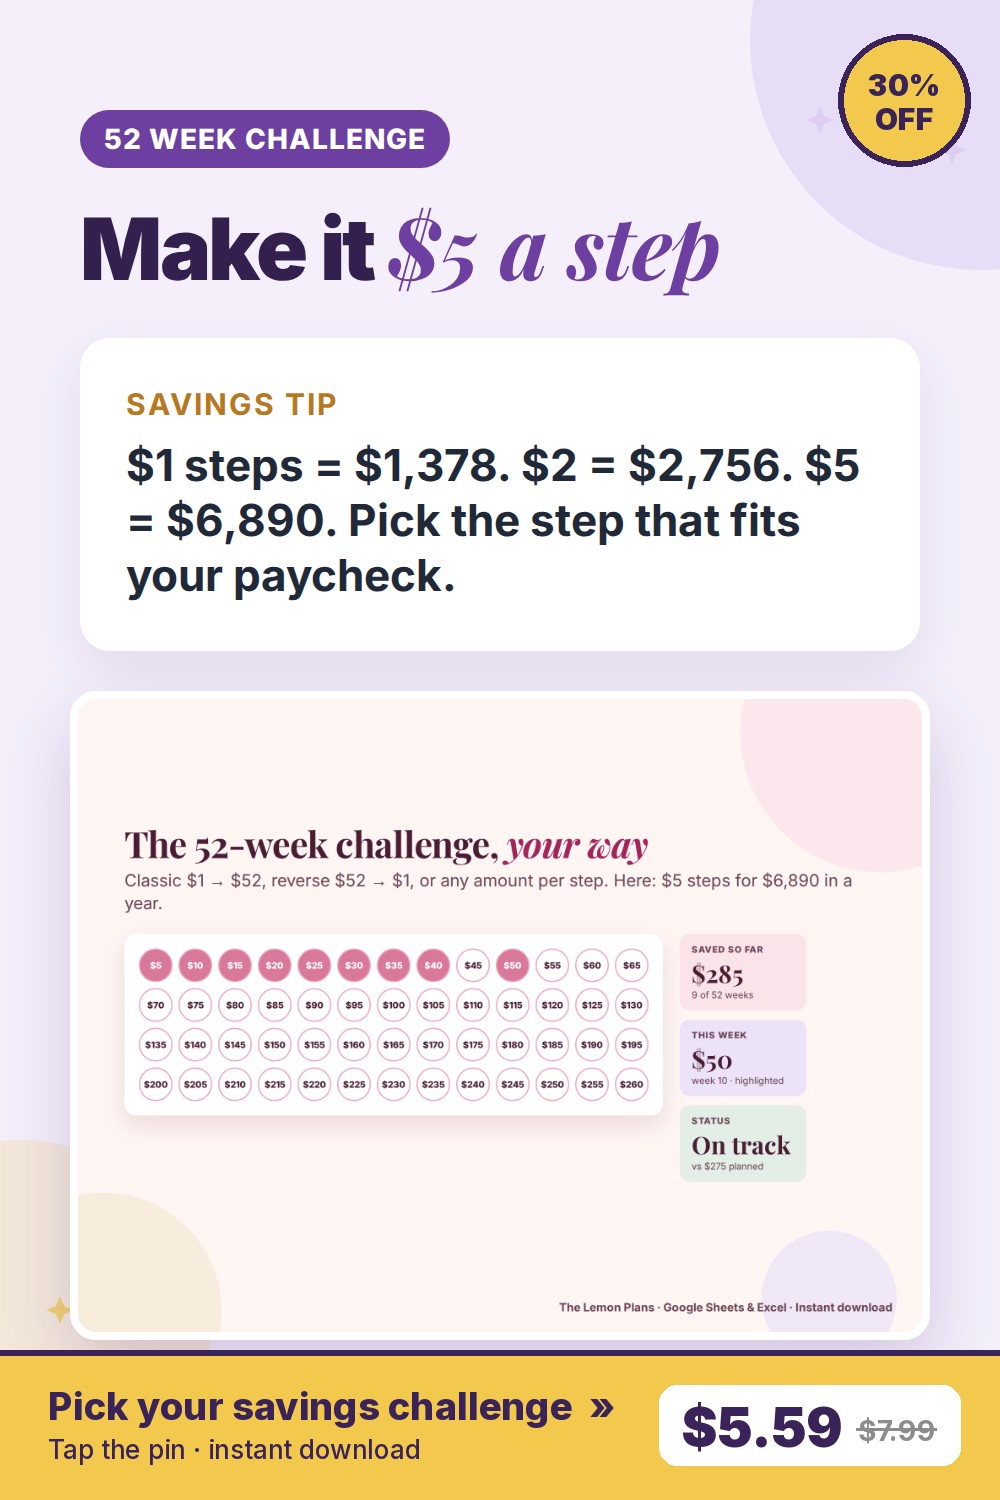 30%
OFF
52 WEEK CHALLENGE
Make it $5 a step
SAVINGS TIP
$1 steps = $1,378. $2 = $2,756. $5
= $6,890. Pick the step that fits
your paycheck.
The 52-week challenge, your way
Classic $1 → $52, reverse $52 → $1, or any amount per step. Here: $5 steps for $6,890 in a
year.
$5 $10 $15 $20 $25 $30 $35 $40 $45 $50 $55 $60 $65
$70 $75 $80 $85 $90 $95 $100 $105 $110 $115 $120 $125 $130
$135 $140 $145 $150 $155 $160 $165 $170 $175 $180 $185 $190 $195
$200 $205 $210 $215 $220 $225 $230 $235 $240 $245 $250 $255 $260
SAVED SO FAR
$285
9 of 52 weeks
THIS WEEK
$50
week 10 · highlighted
STATUS
On track
vs $275 planned
The Lemon Plans · Google Sheets & Excel · Instant download
Pick your savings challenge »
Tap the pin · instant download
$5.59 $7.99